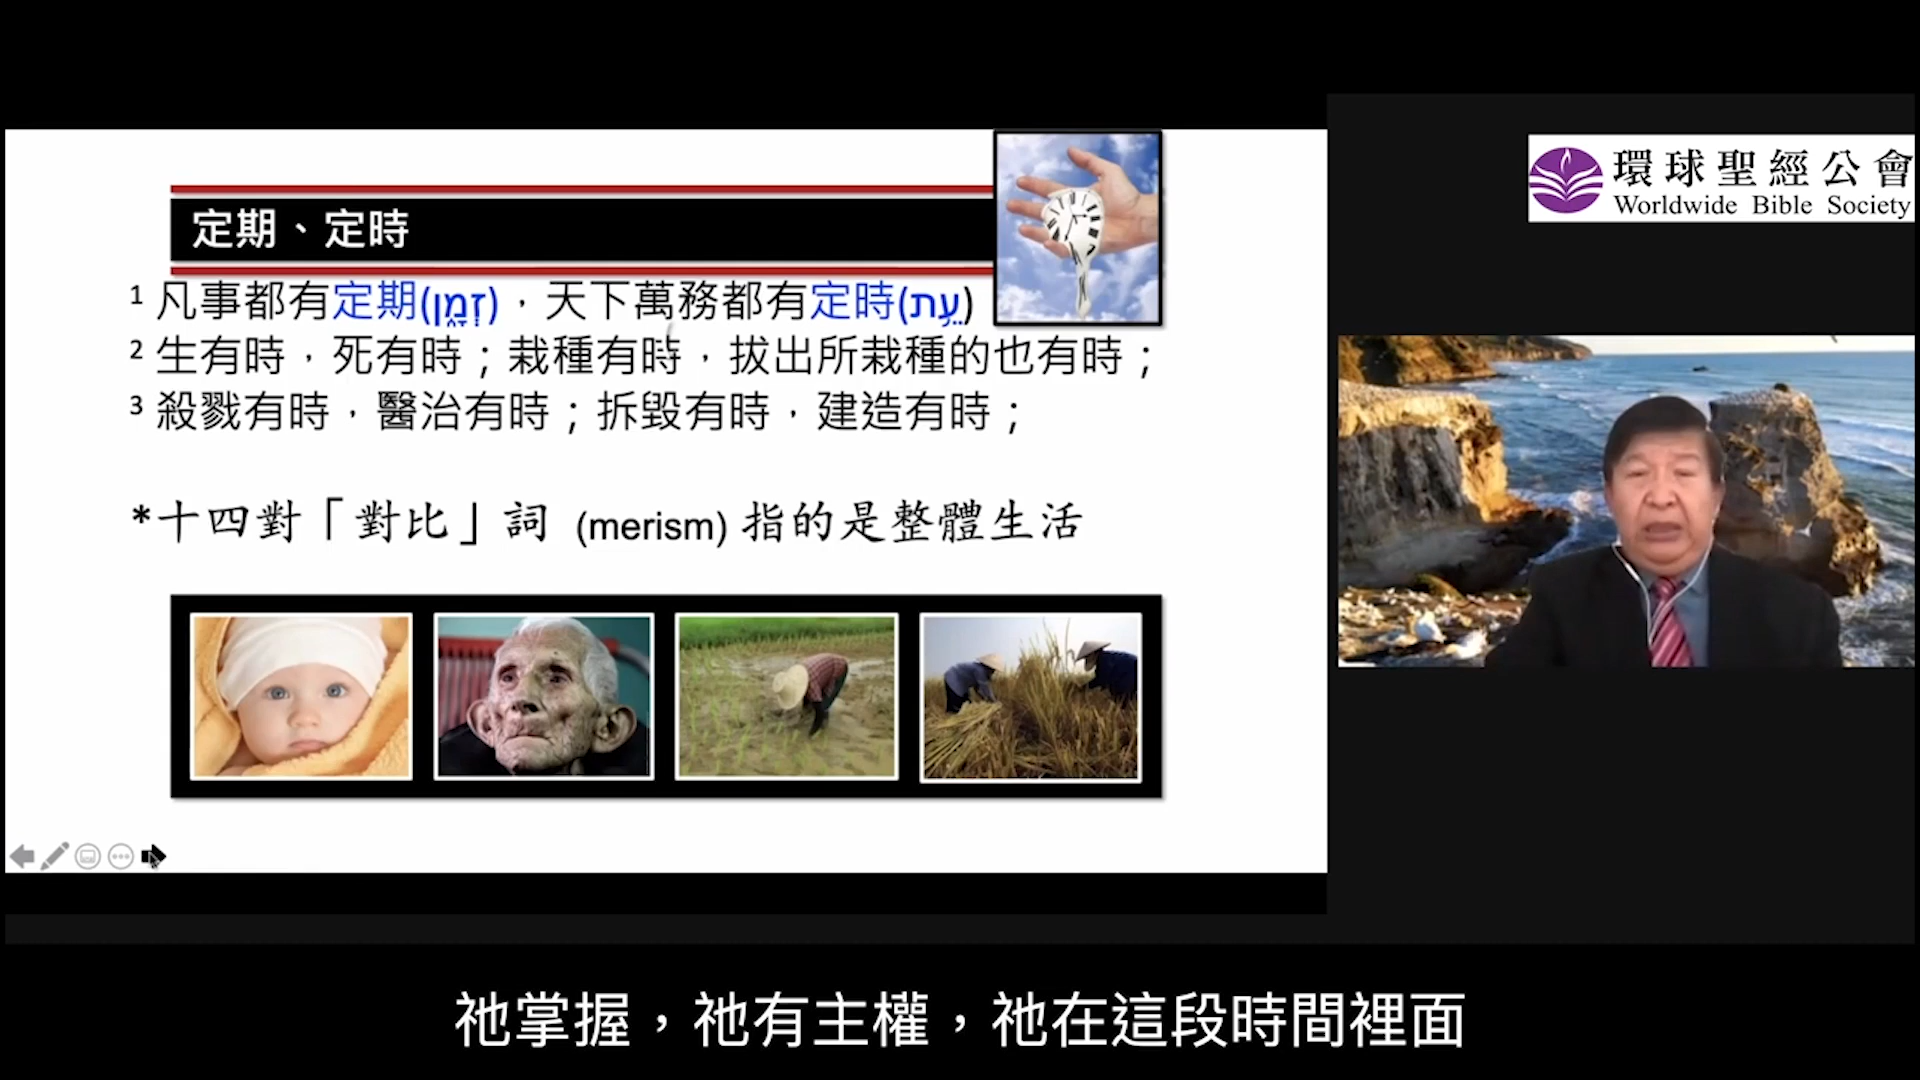 環球聖經公會
Worldwide Bible Society
定期、定時
1 凡事都有定期(זְמָן)，天下萬務都有定時(עֵת)
2 生有時，死有時；栽種有時，拔出所栽種的也有時；
3 殺戮有時，醫治有時；拆毀有時，建造有時；
*十四對「對比」詞 (merism) 指的是整體生活
祂掌握，祂有主權，祂在這段時間裡面